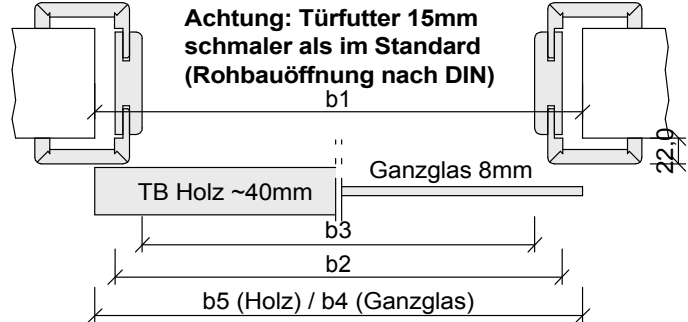 Achtung: Türfutter 15mm
schmaler als im Standard
(Rohbauöffnung nach DIN)
b1
22,0
Ganzglas 8mm
TB Holz ~40mm
b3
b2
b5 (Holz) / b4 (Ganzglas)